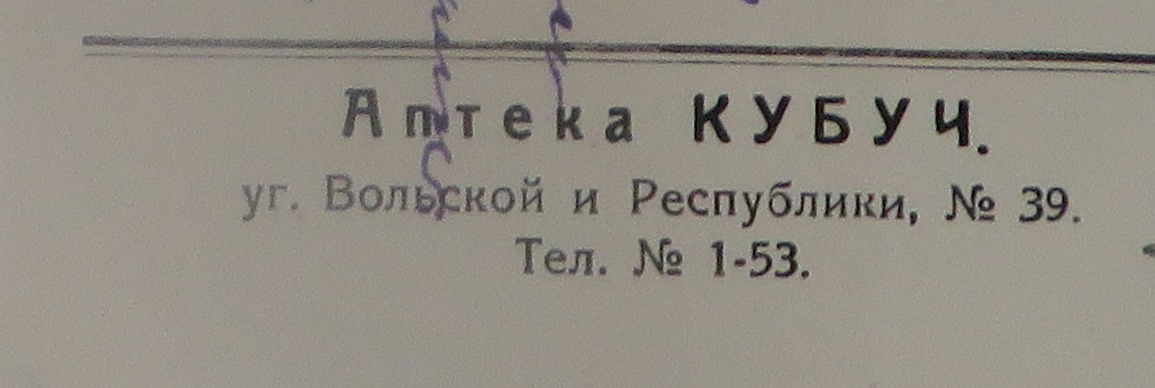 Аптека КУБУЧ.
уг. Вольской и Республики, № 39.
Тел. № 1-53.